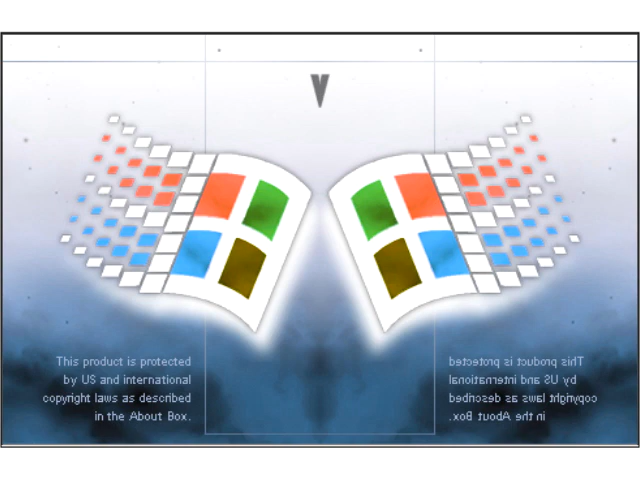 This product is protected
by US and international
copyright laws as described
in the About Box.
This product is protected
by US and international
copyright laws as described
in the About Box.